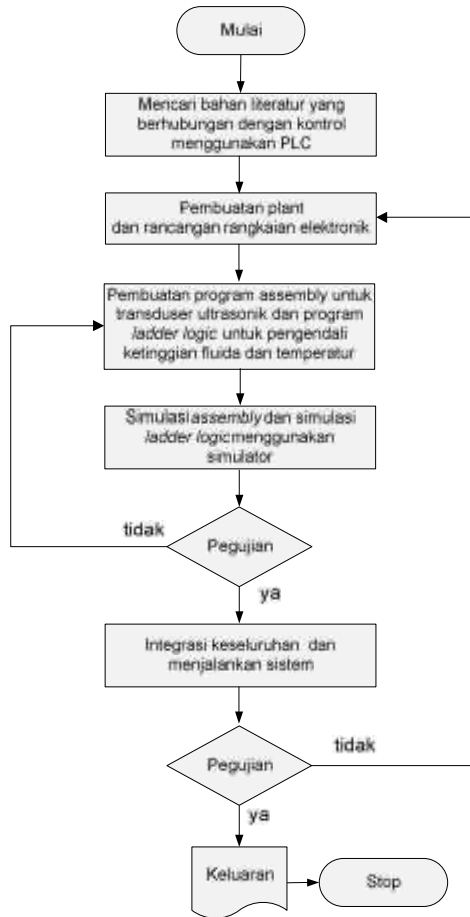 Mulai
Mencari bahan literatur yang
berhubungan dengan kontrol
menggunakan PLC
Pembuatan plant
dan rancangan rangkaian elektronik
Pembuatan program assembly untuk
transduser ultrasonik dan program
ladder logic untuk pengendali
ketinggian fluida dan temperatur
Simulasi assembly dan simulasi
ladder logic menggunakan
simulator
tidak
Pegujian
ya
Integrasi keseluruhan dan
menjalankan sistem
tidak
Pegujian
ya
Keluaran
Stop